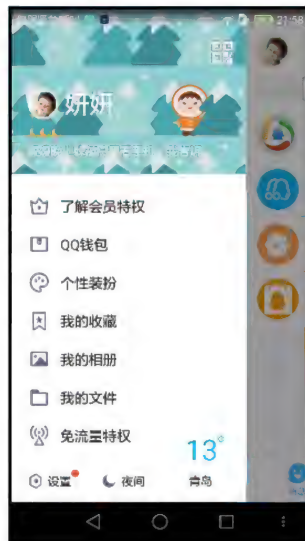 21:58
妍妍
了解会员特权
QQ钱包
个性装扮
我的收藏
我的相册
我的文件
免流量特权
13°
设置
夜间
青岛